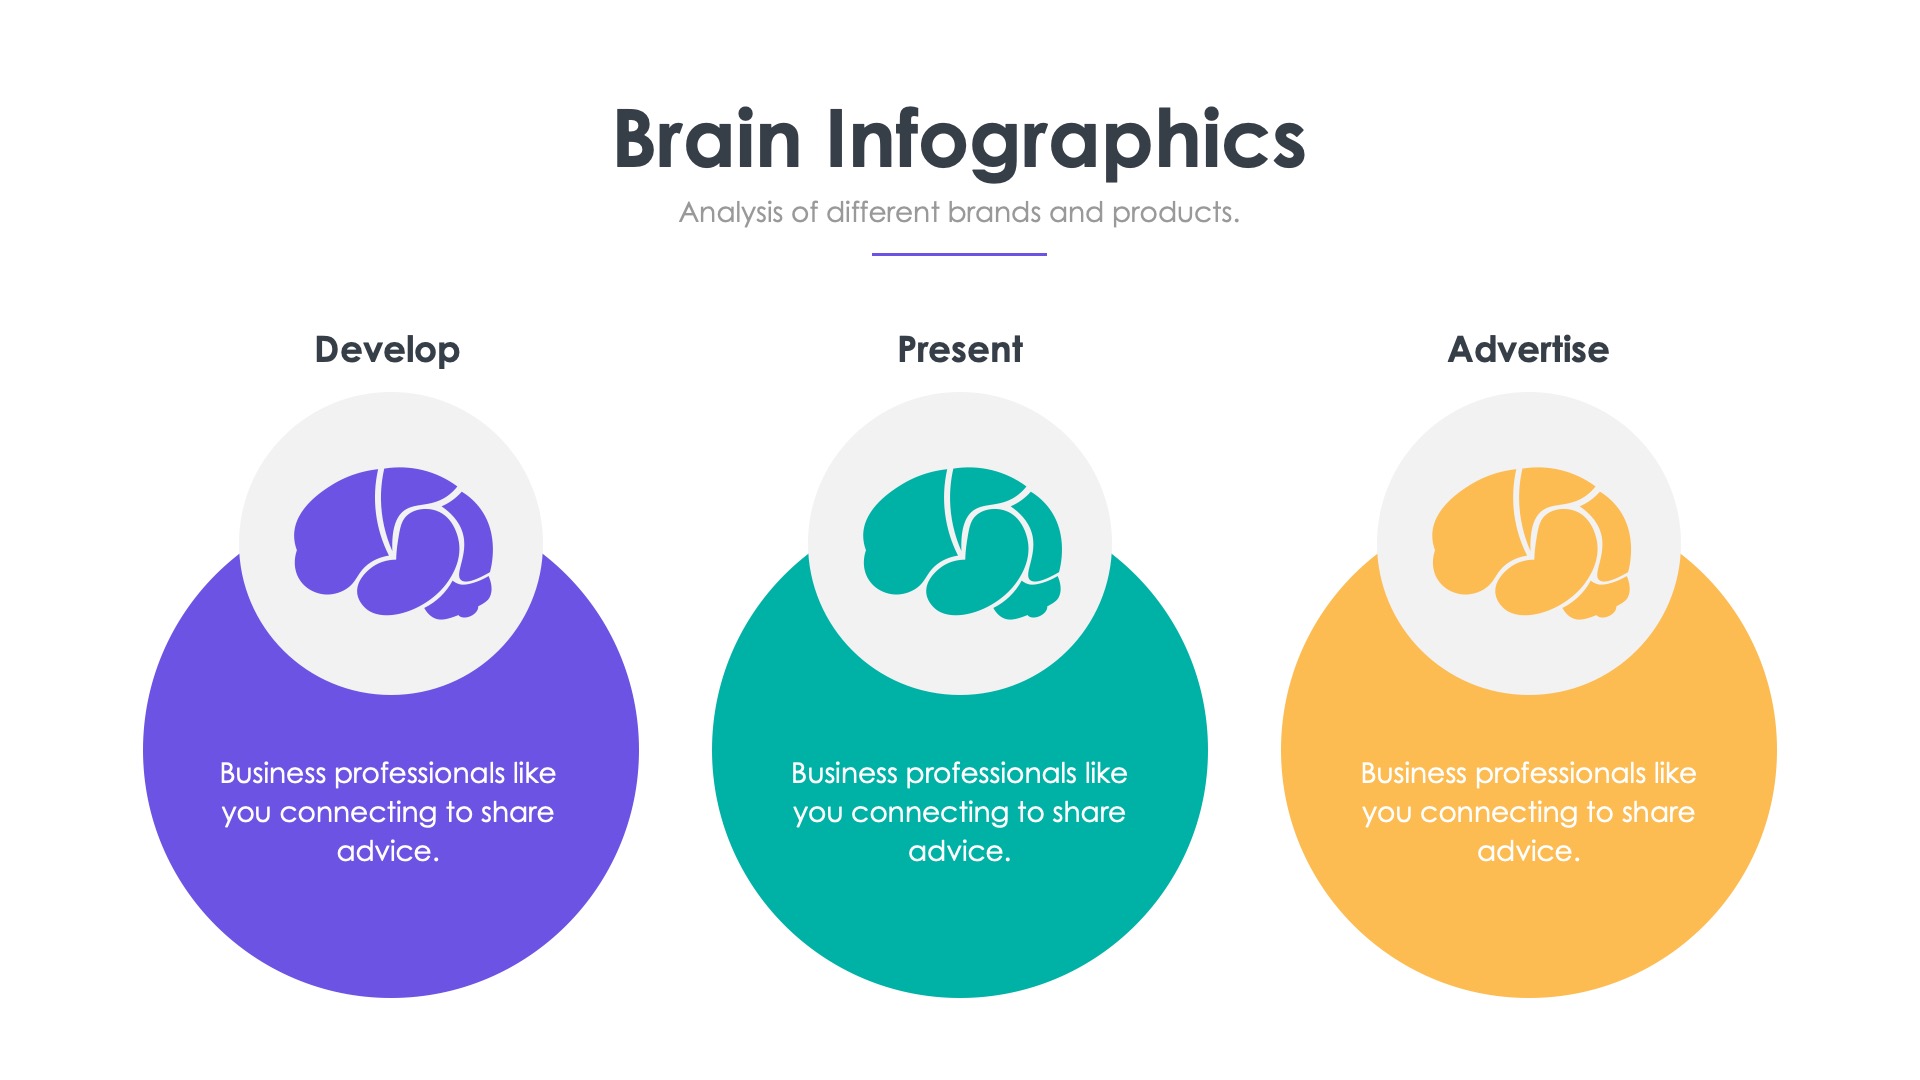 Brain Infographics
Analysis of different brands and products.
Develop
Business professionals like
you connecting to share
advice.
Present
Business professionals like
you connecting to share
advice.
Advertise
Business professionals like
you connecting to share
advice.